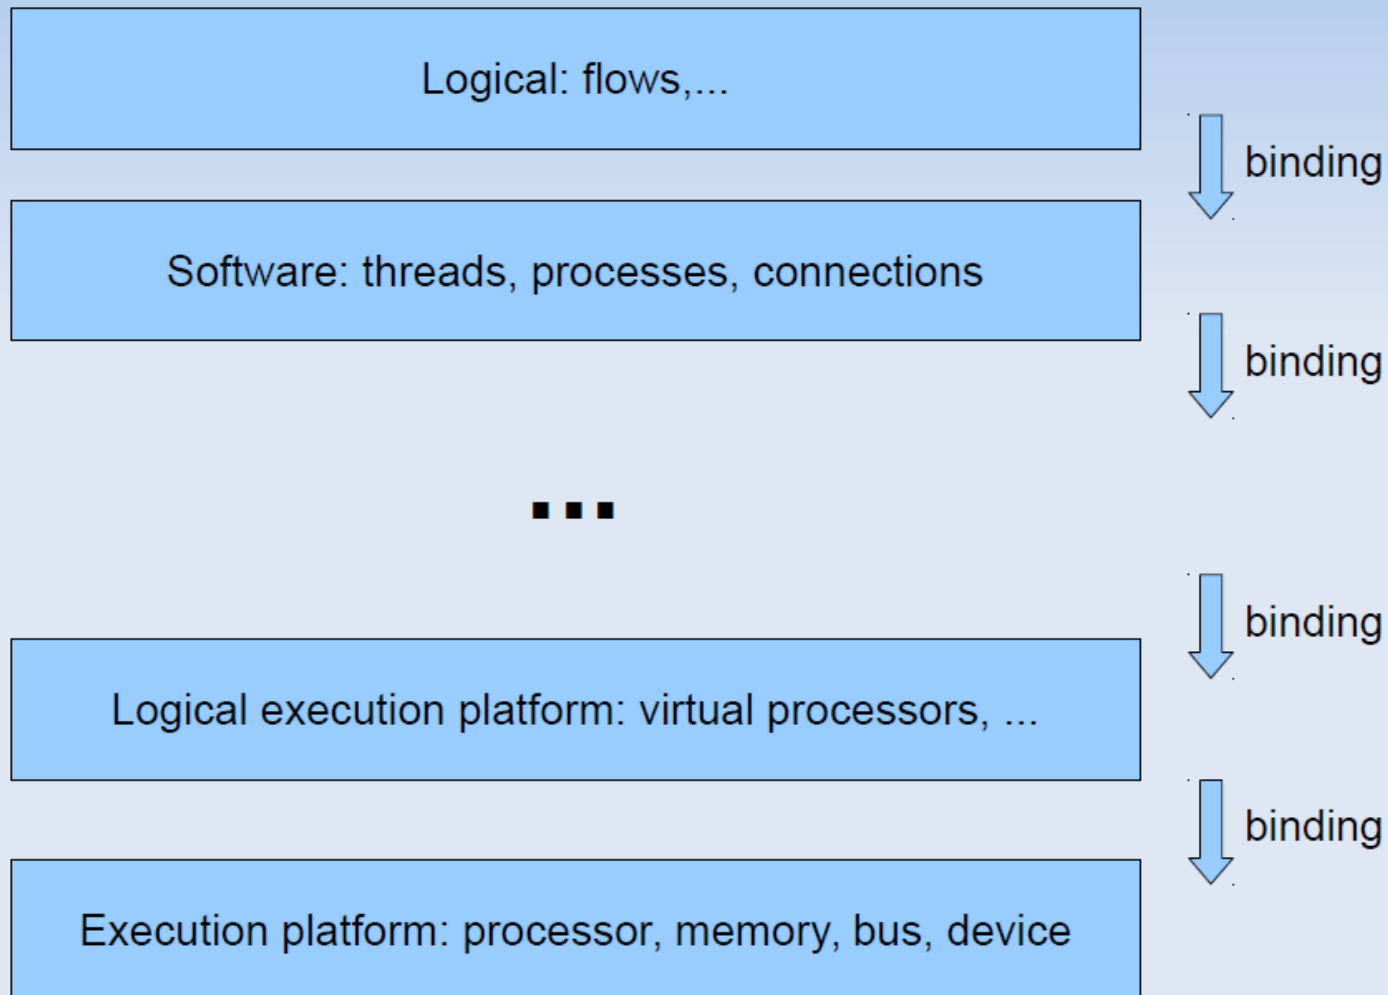 Logical: flows,...
binding
Software: threads, processes, connections
binding
...
binding
Logical execution platform: virtual processors, ...
binding
Execution platform: processor, memory, bus, device